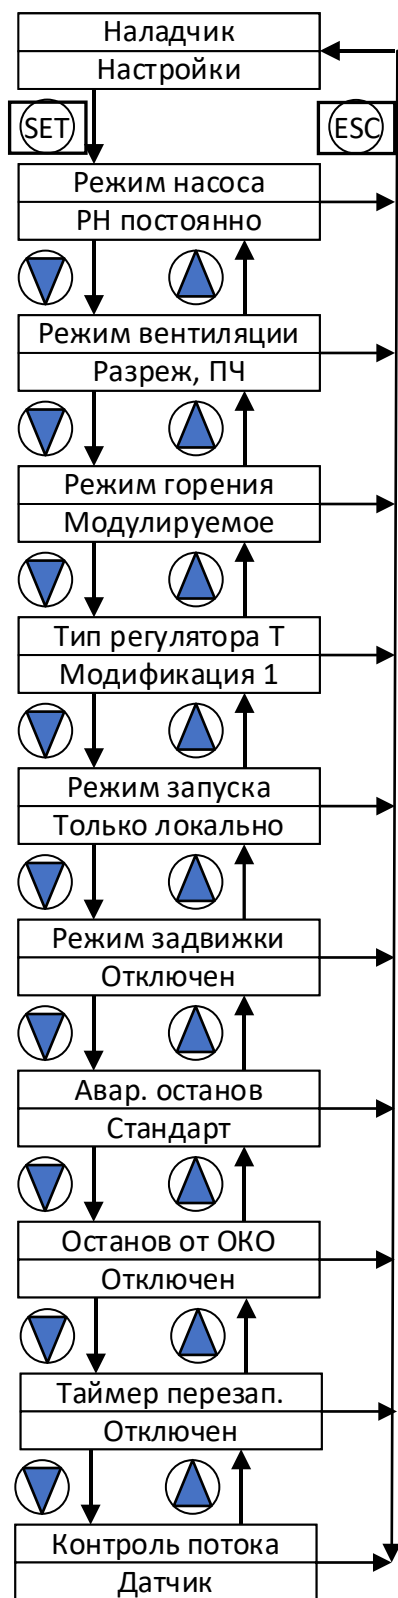 Наладчик
Настройки
SET
ESC
Режим насоса
РН постоянно
Режим вентиляции
Разреж, ПЧ
Режим горения
Модулируемое
Тип регулятора Т
Модификация 1
Режим запуска
Только локально
Режим задвижки
Отключен
Авар. останов
Стандарт
Останов от ОКО
Отключен
Таймер перезап.
Отключен
Контроль потока
Датчик